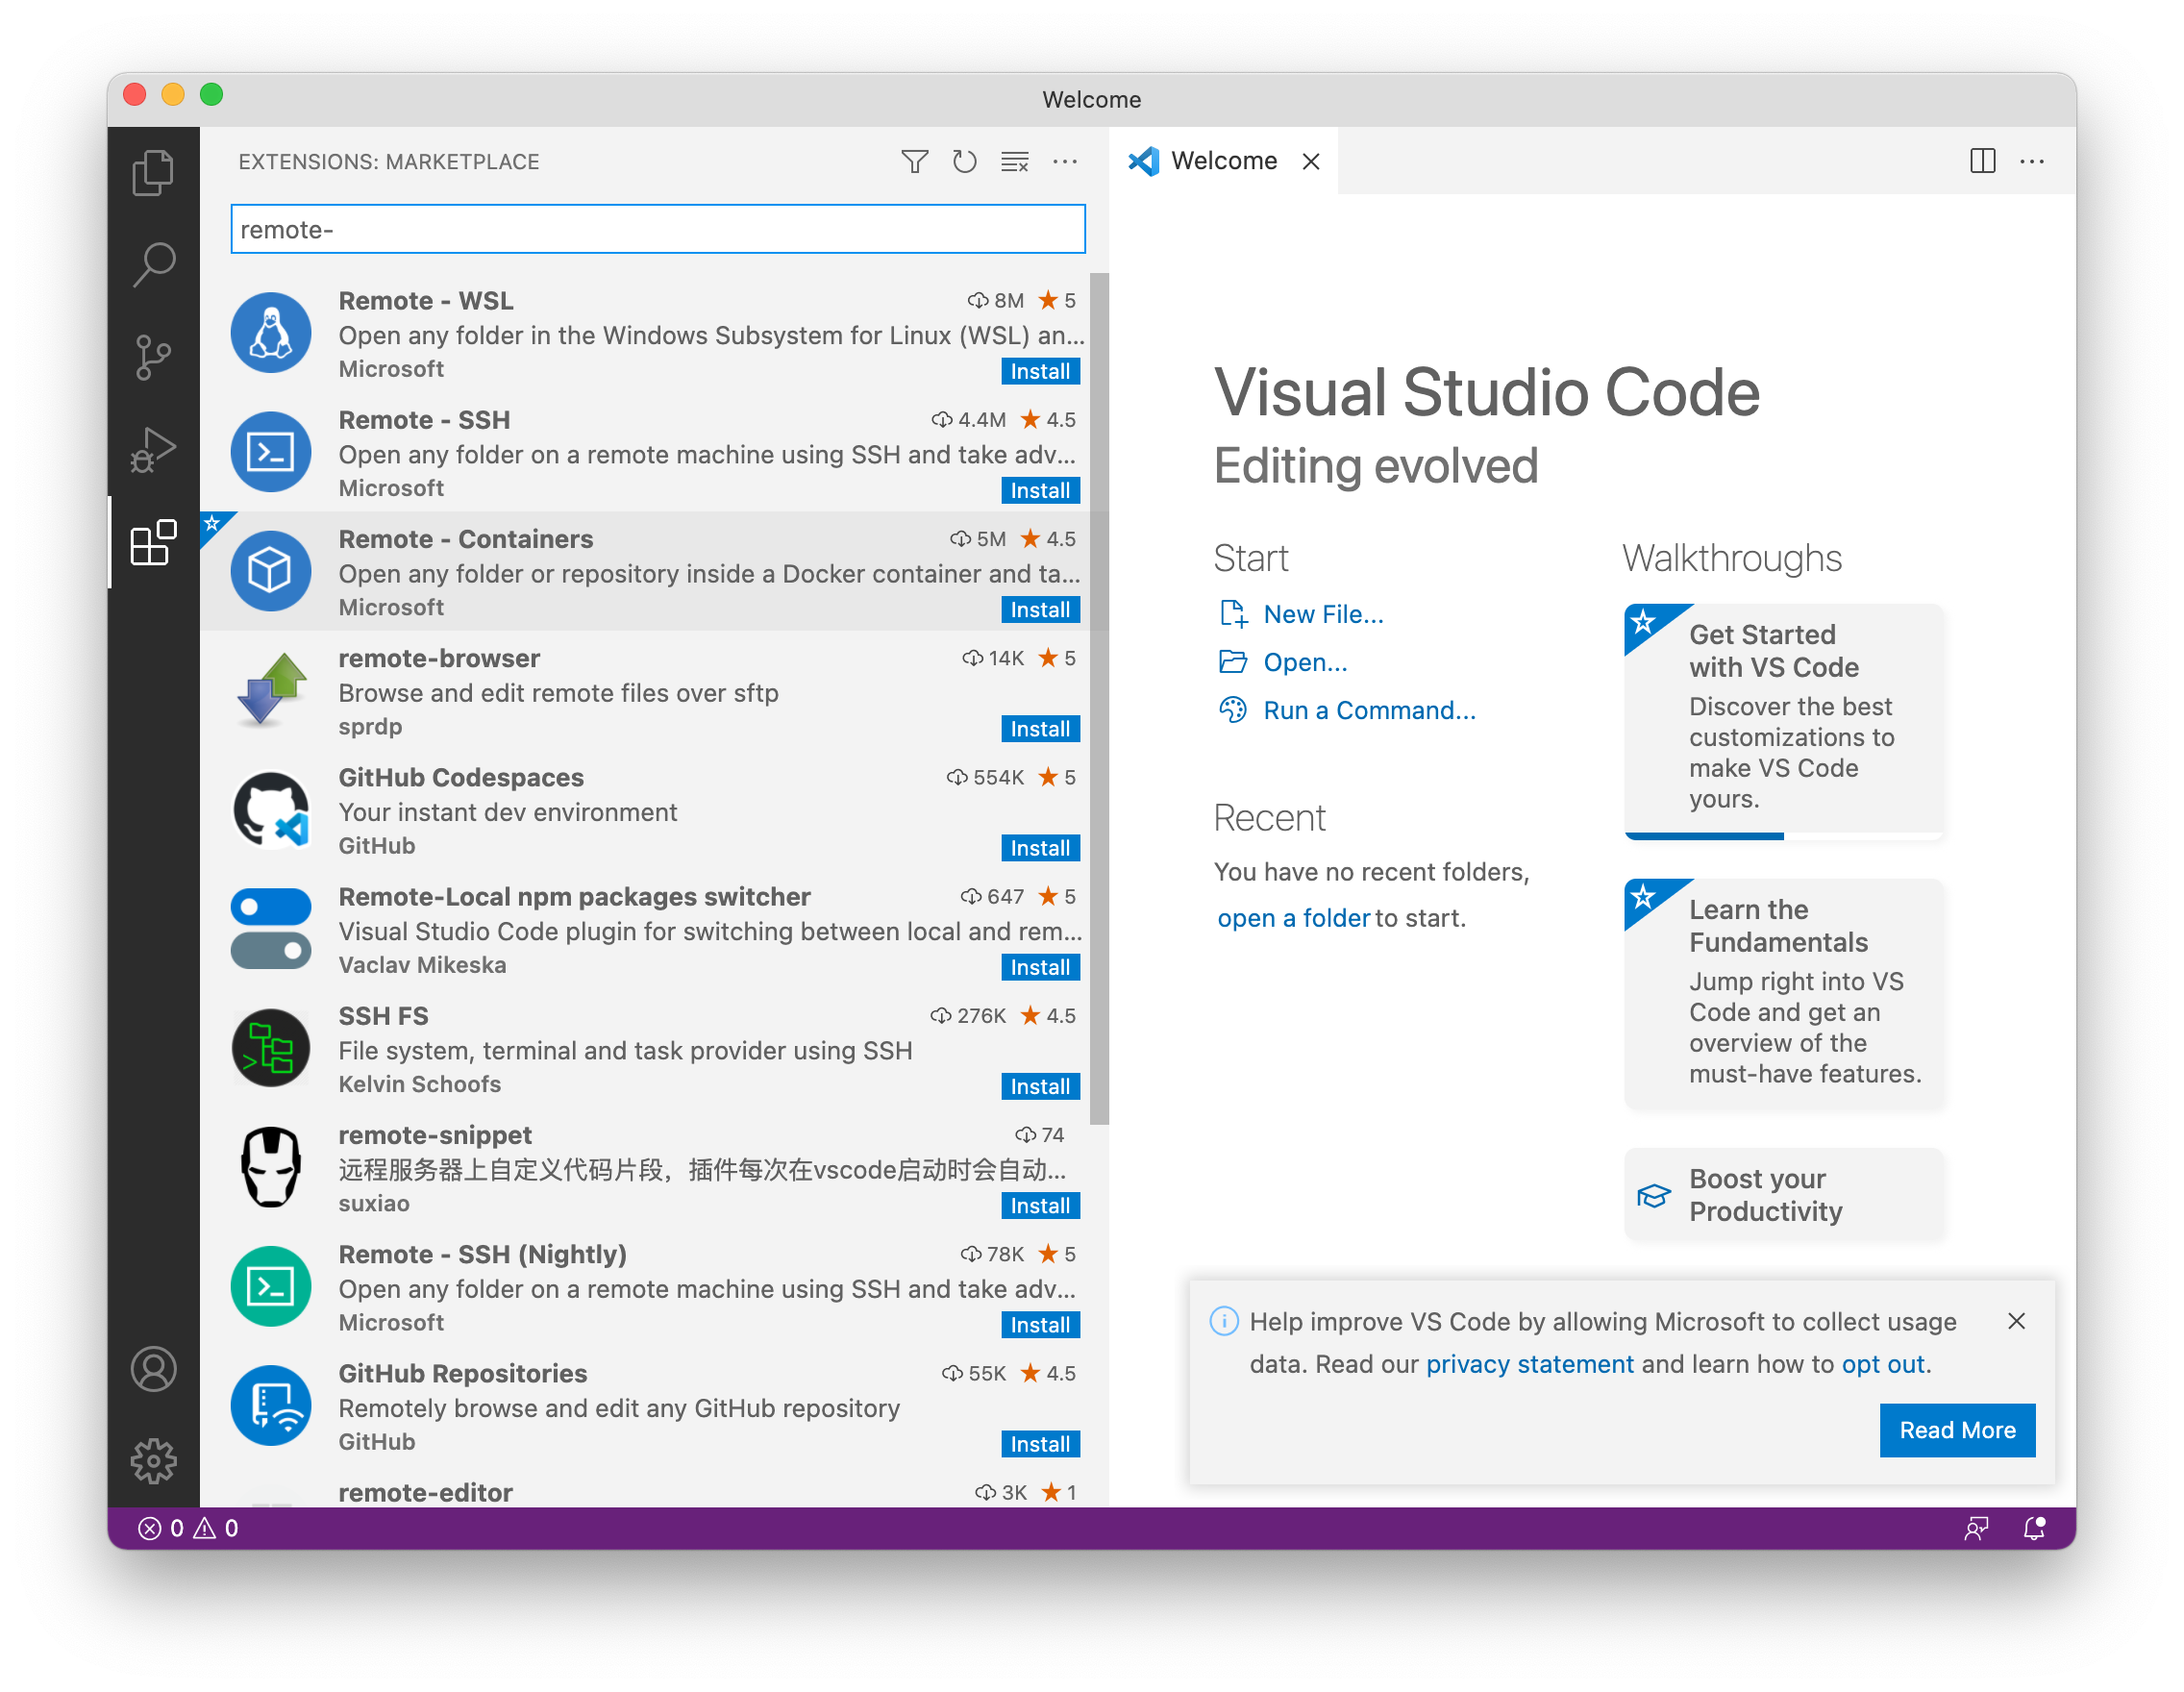 Welcome
EXTENSIONS: MARKETPLACE
remote-
Remote - WSL 8M 5
Open any folder in the Windows Subsystem for Linux (WSL) an...
Microsoft Install
Remote - SSH 4.4M 4.5
Open any folder on a remote machine using SSH and take adv...
Microsoft Install
Remote - Containers 5M 4.5
Open any folder or repository inside a Docker container and ta...
Microsoft Install
remote-browser 14K 5
Browse and edit remote files over sftp
sprdp Install
GitHub Codespaces 554K 5
Your instant dev environment
GitHub Install
Remote-Local npm packages switcher 647 5
Visual Studio Code plugin for switching between local and rem...
Vaclav Mikeska Install
SSH FS 276K 4.5
File system, terminal and task provider using SSH
Kelvin Schoofs Install
remote-snippet 74
远程服务器上自定义代码片段，插件每次在vscode启动时会自动...
suxiao Install
Remote - SSH (Nightly) 78K 5
Open any folder on a remote machine using SSH and take adv...
Microsoft Install
GitHub Repositories 55K 4.5
Remotely browse and edit any GitHub repository
GitHub Install
remote-editor 3K 1
Welcome
Visual Studio Code
Editing evolved
Start
New File...
Open...
Run a Command...
Recent
You have no recent folders,
open a folder to start.
Walkthroughs
Get Started
with VS Code
Discover the best
customizations to
make VS Code
yours.
Learn the
Fundamentals
Jump right into VS
Code and get an
overview of the
must-have features.
Boost your
Productivity
Help improve VS Code by allowing Microsoft to collect usage
data. Read our privacy statement and learn how to opt out.
Read More
0 0